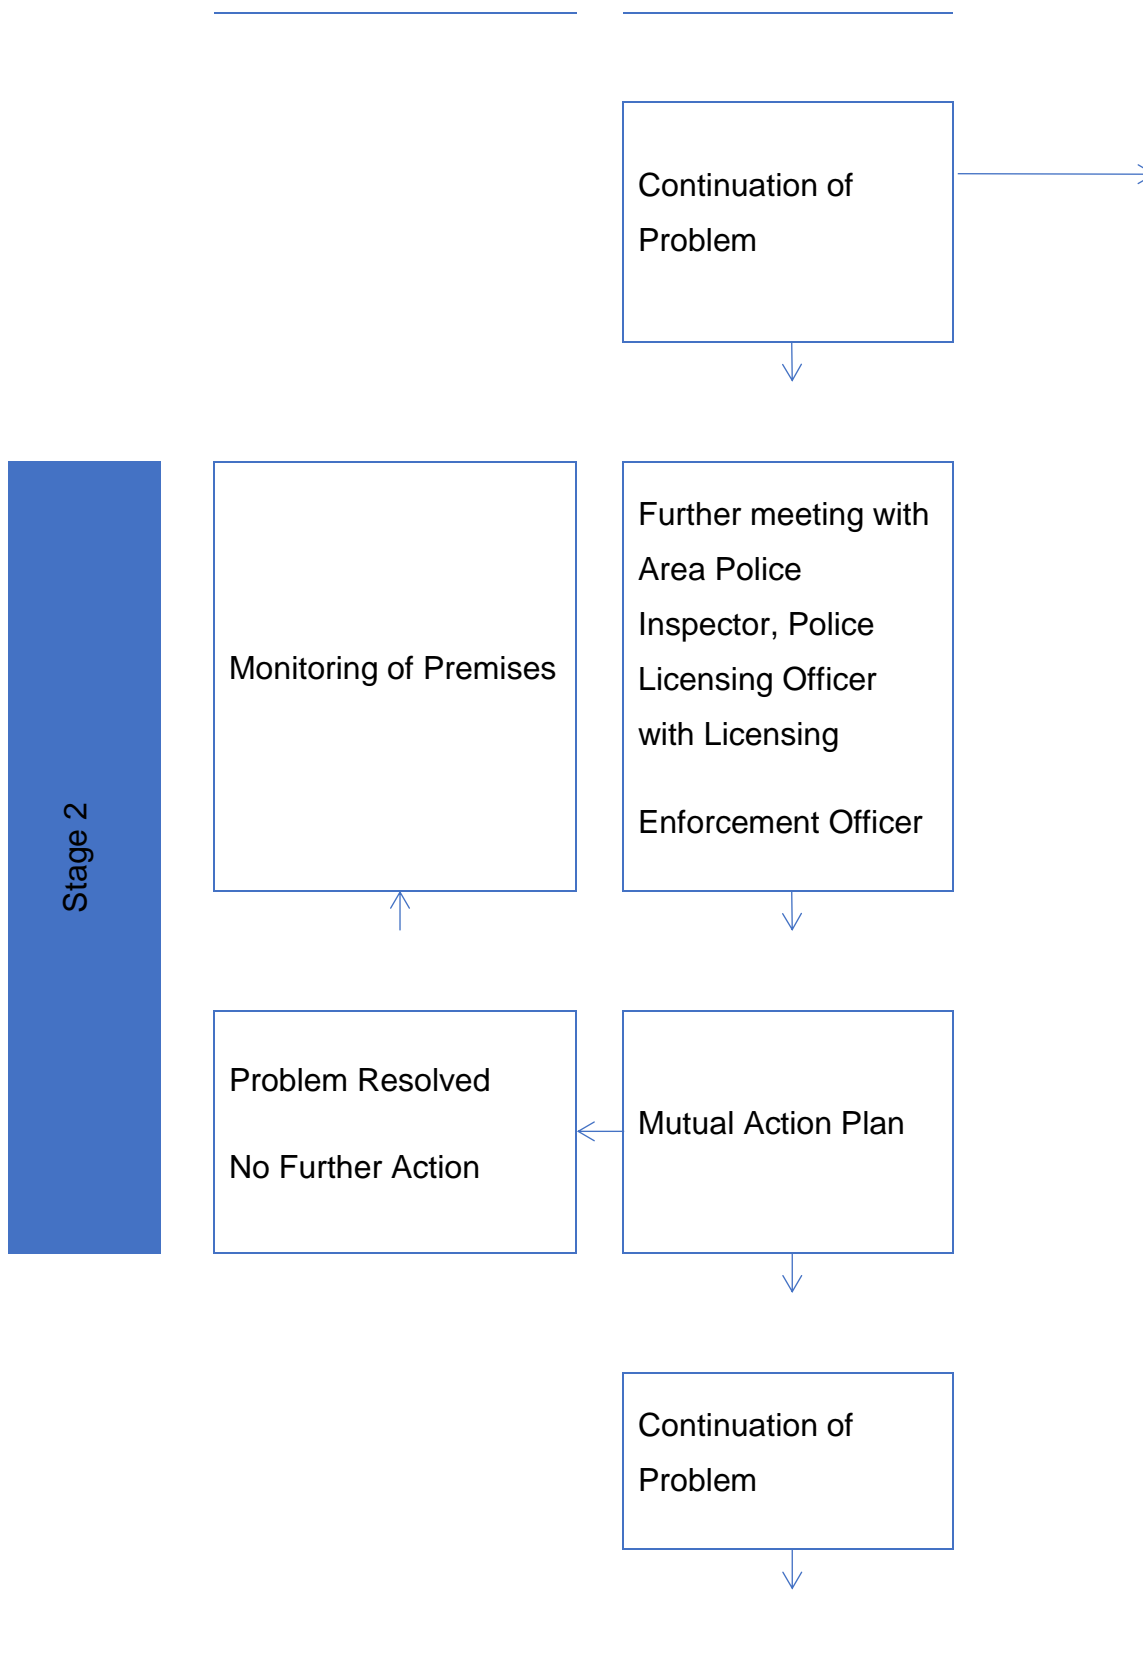 Continuation of
Problem
Stage 2
Monitoring of Premises
Further meeting with
Area Police
Inspector, Police
Licensing Officer
with Licensing
Enforcement Officer
Problem Resolved
No Further Action
Mutual Action Plan
Continuation of
Problem